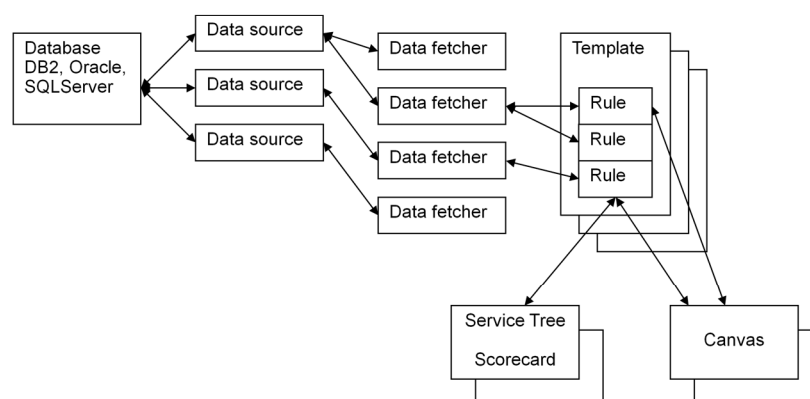 Database
DB2, Oracle,
SQLServer
Data source
Data source
Data source
Data fetcher
Data fetcher
Data fetcher
Data fetcher
Template
Rule
Rule
Rule
Service Tree
Scorecard
Canvas